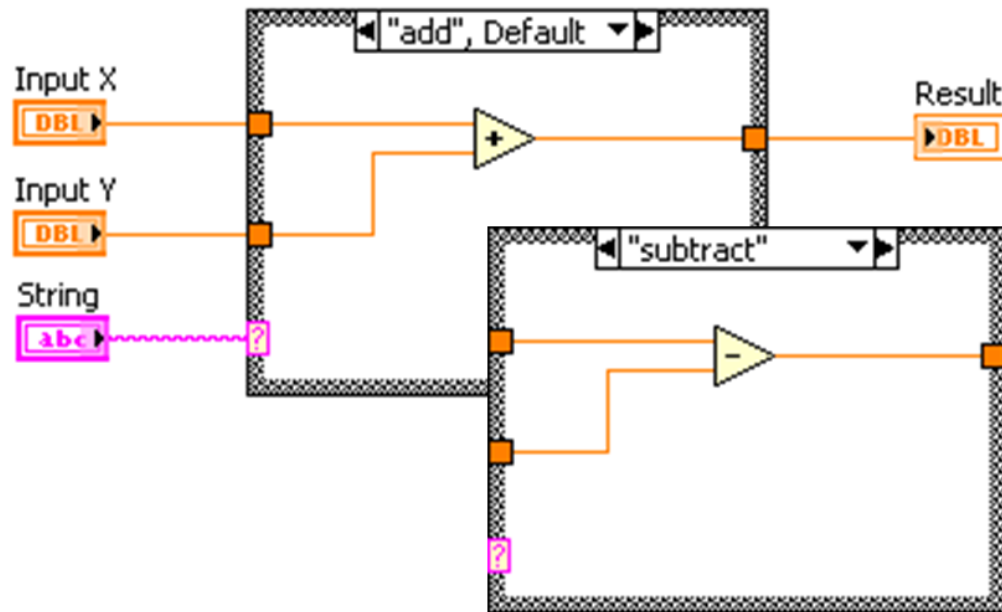 "add", Default
Input X
DBL
+
Result
DBL
Input Y
DBL
"subtract"
String
abc
?
−
?